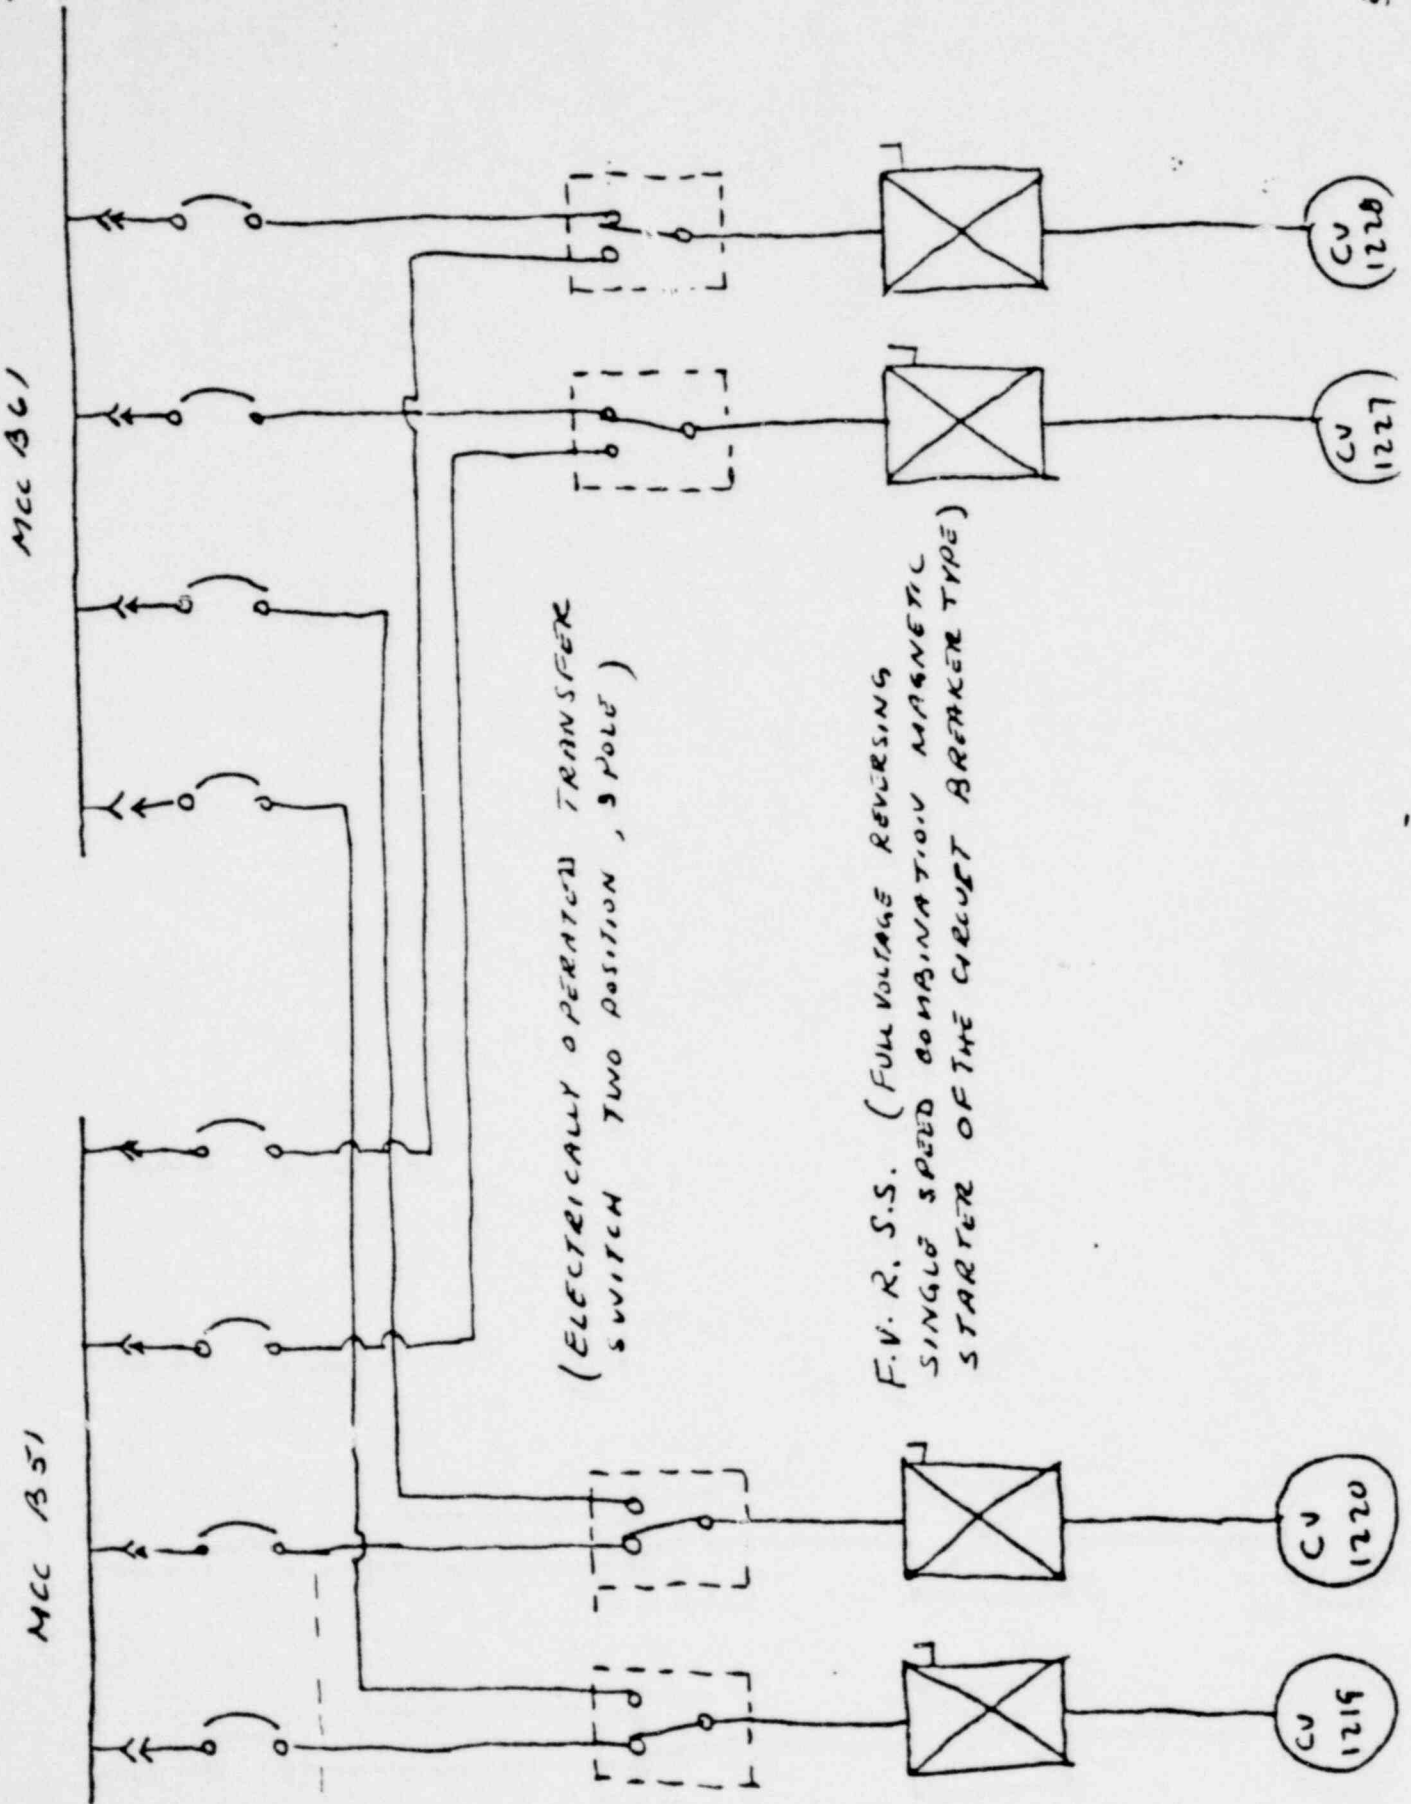 MCC B51
MCC B61
(ELECTRICALLY OPERATED TRANSFER
SWITCH TWO POSITION, 3 POLE)
F.V.R.S.S. (FULL VOLTAGE REVERSING
SINGLE SPEED COMBINATION MAGNETIC
STARTER OF THE CIRCUIT BREAKER TYPE)
CV
1219
CV
1220
CV
1227
CV
1228